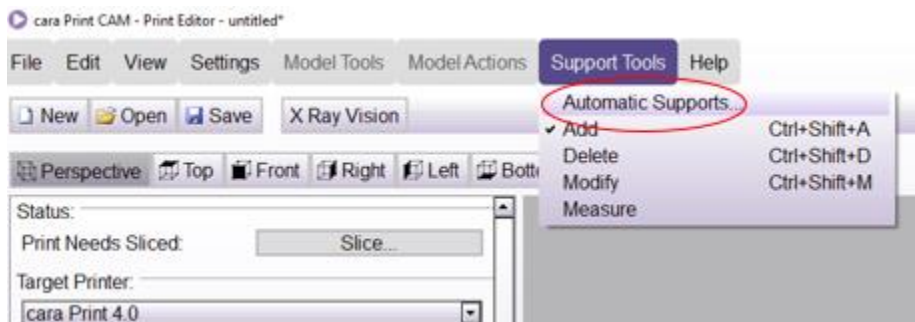 cara Print CAM - Print Editor - untitled*
File Edit View Settings Model Tools Model Actions Support Tools Help
New Open Save X Ray Vision
Automatic Supports...
Add Ctrl+Shift+A
Delete Ctrl+Shift+D
Modify Ctrl+Shift+M
Measure
Perspective Top Front Right Left Botto
Status:
Print Needs Sliced: Slice...
Target Printer:
cara Print 4.0